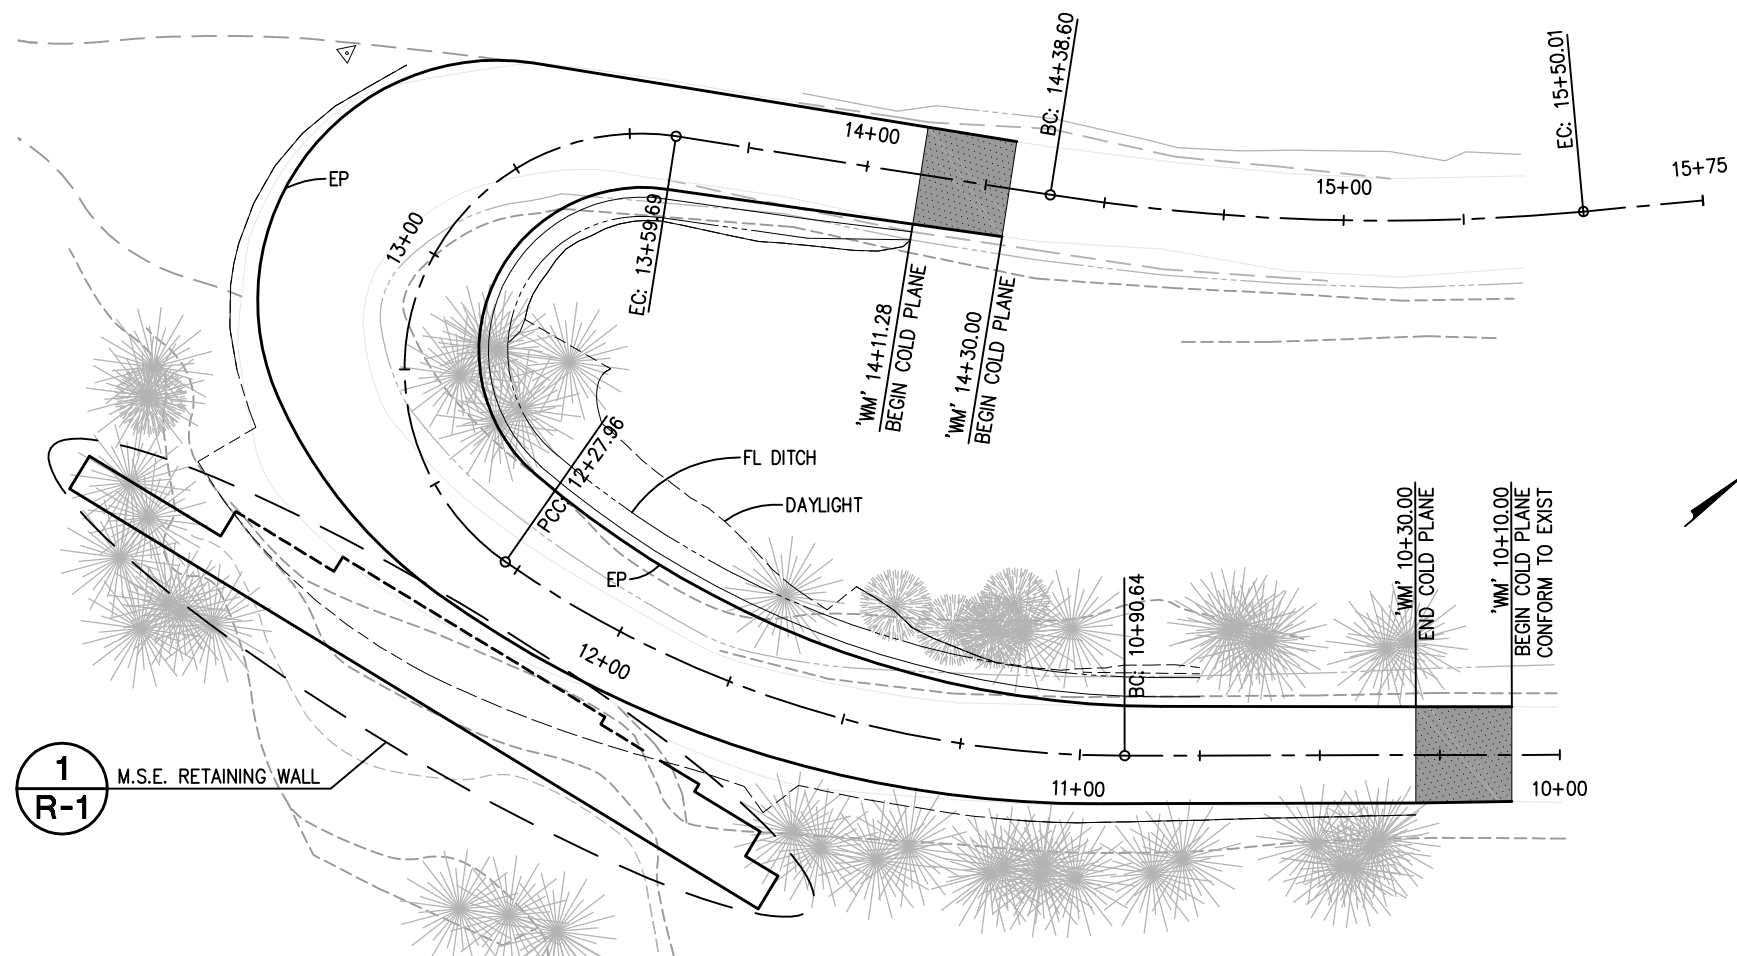 BC: 14+38.60
EC: 15+50.01
14+00
15+00
15+75
EP
13+00
EC: 13+59.69
'WM' 14+11.28
BEGIN COLD PLANE
'WM' 14+30.00
BEGIN COLD PLANE
PCC: 12+27.96
FL DITCH
DAYLIGHT
EP
'WM' 10+30.00
END COLD PLANE
'WM' 10+10.00
BEGIN COLD PLANE
CONFORM TO EXIST
BC: 10+90.64
12+00
1
R-1
M.S.E. RETAINING WALL
11+00
10+00